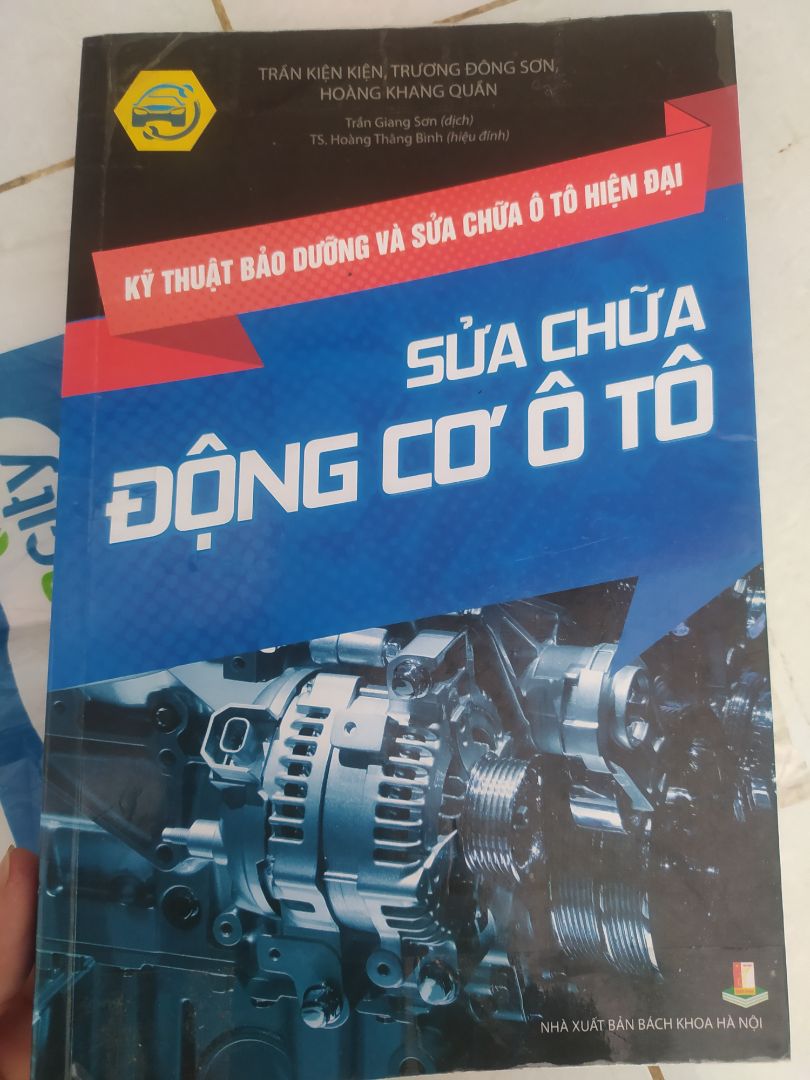 TRẦN KIỆN KIỆN, TRƯƠNG ĐÔNG SƠN,
HOÀNG KHANG QUẦN
Trần Giang Sơn (dịch)
TS. Hoàng Thăng Bình (hiệu đính)
KỸ THUẬT BẢO DƯỠNG VÀ SỬA CHỮA Ô TÔ HIỆN ĐẠI
SỬA CHỮA
ĐỘNG CƠ Ô TÔ
city
NHÀ XUẤT BẢN BÁCH KHOA HÀ NỘI